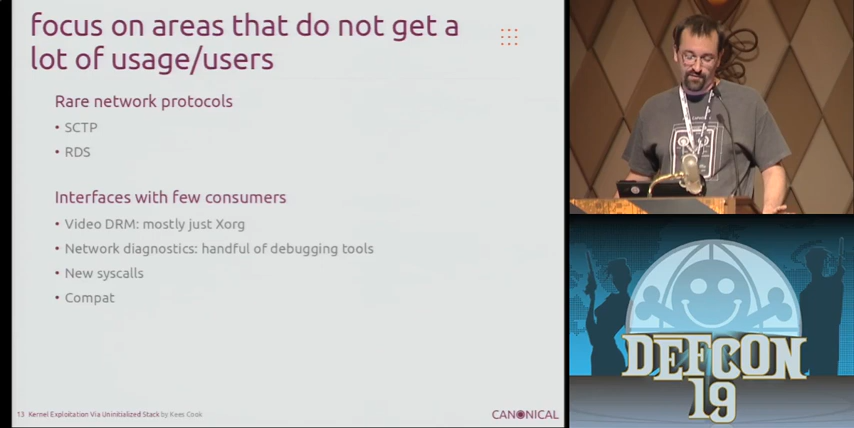 focus on areas that do not get a
lot of usage/users
Rare network protocols
• SCTP
• RDS
Interfaces with few consumers
• Video DRM: mostly just Xorg
• Network diagnostics: handful of debugging tools
• New syscalls
• Compat
13 Kernel Exploitation Via Uninitialized Stack by Kees Cook
CANONICAL
DEFCON
19